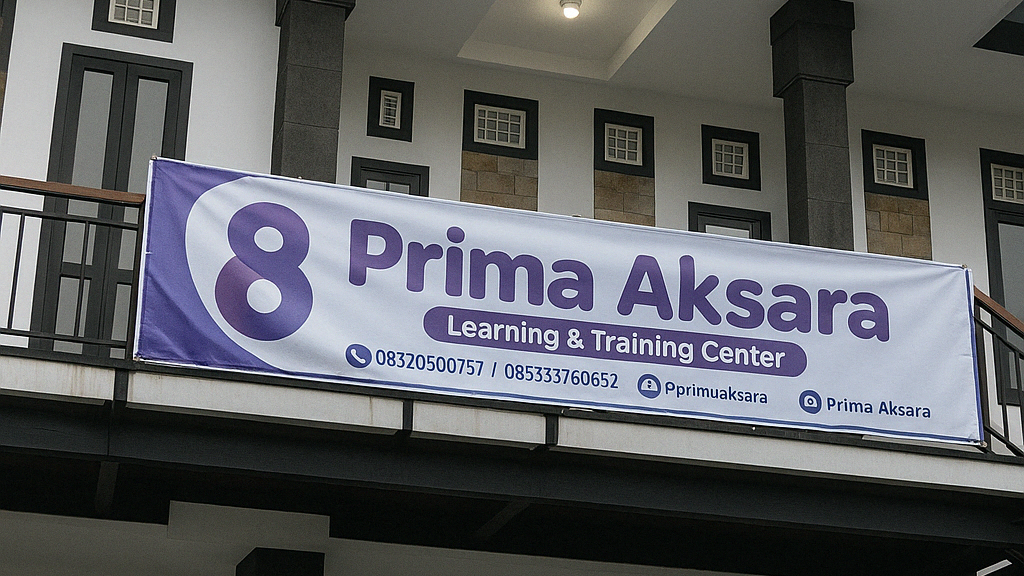 8
Prima Aksara
Learning & Training Center
08320500757 / 085333760652
Pprimuaksara
Prima Aksara